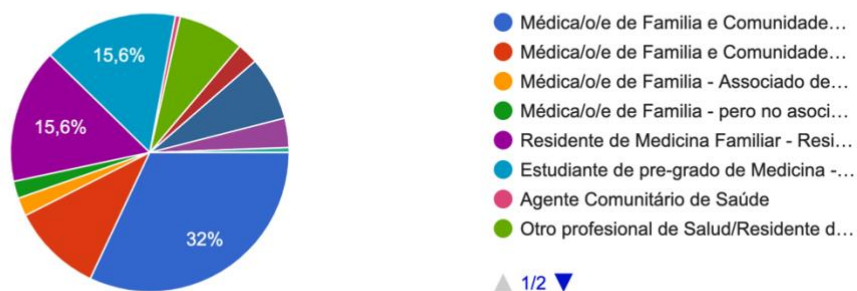 15,6%
15,6%
32%
Médica/o/e de Familia e Comunidade...
Médica/o/e de Familia e Comunidade...
Médica/o/e de Familia - Associado de...
Médica/o/e de Familia - pero no asoci...
Residente de Medicina Familiar - Resi...
Estudiante de pre-grado de Medicina -...
Agente Comunitário de Saúde
Otro profesional de Salud/Residente d...
1/2